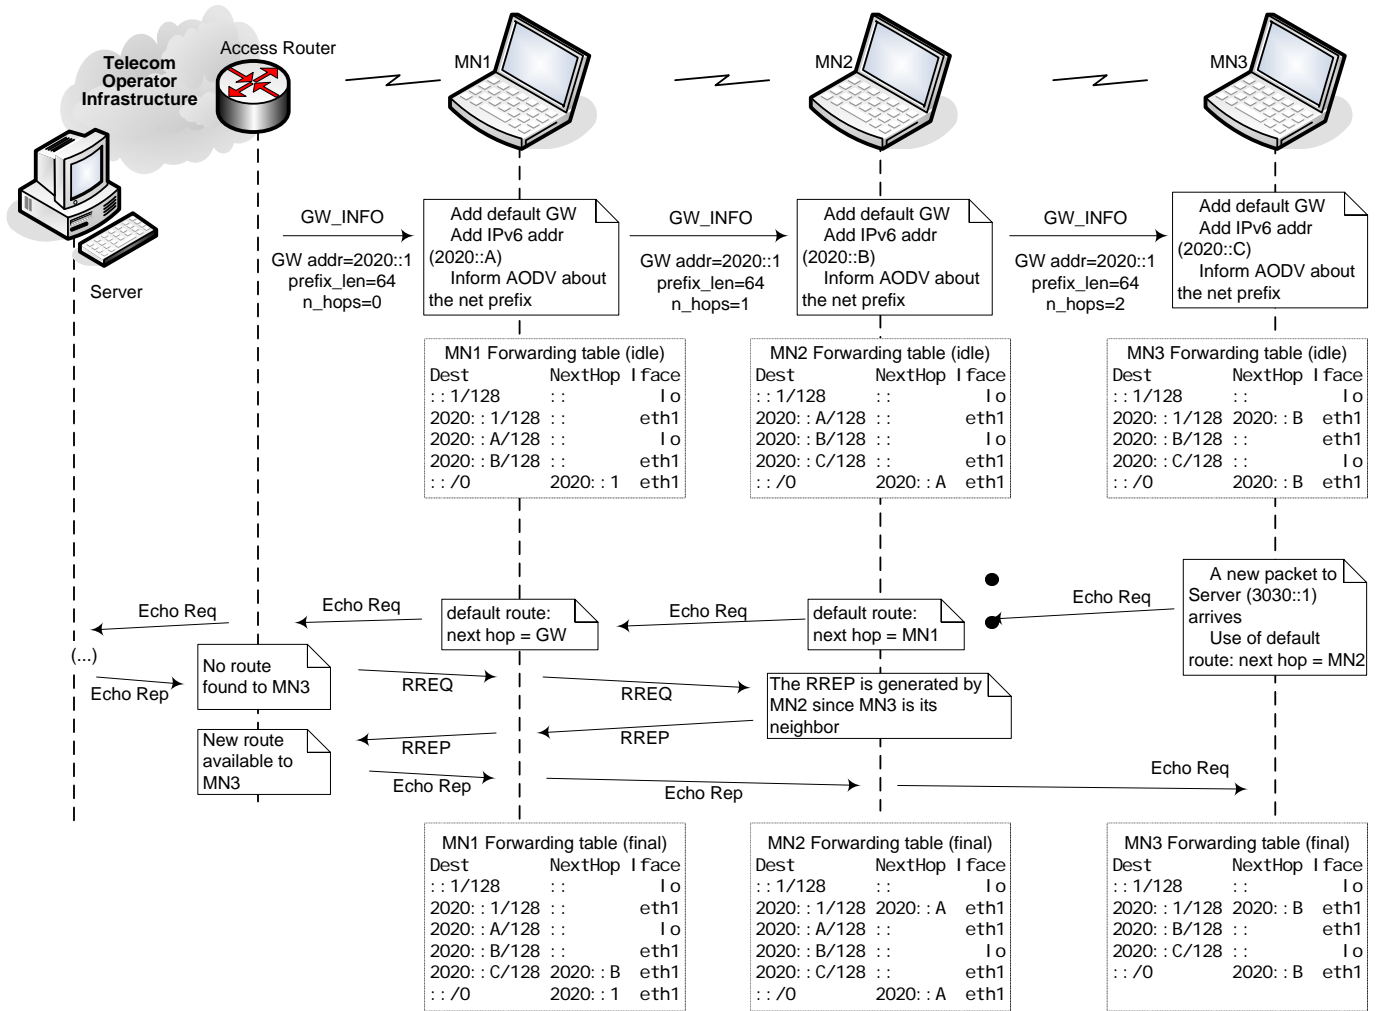 Telecom
Operator
Infrastructure
Access Router
MN1
MN2
MN3
Server
GW_INFO
GW addr=2020::1
prefix_len=64
n_hops=0
Add default GW
Add IPv6 addr
(2020::A)
Inform AODV about
the net prefix
GW_INFO
GW addr=2020::1
prefix_len=64
n_hops=1
Add default GW
Add IPv6 addr
(2020::B)
Inform AODV about
the net prefix
GW_INFO
GW addr=2020::1
prefix_len=64
n_hops=2
Add default GW
Add IPv6 addr
(2020::C)
Inform AODV about
the net prefix
MN1 Forwarding table (idle)
Dest NextHop Iface
::1/128 :: lo
2020::1/128 :: eth1
2020::A/128 :: lo
2020::B/128 :: eth1
::/0 2020::1 eth1
MN2 Forwarding table (idle)
Dest NextHop Iface
::1/128 :: lo
2020::A/128 :: eth1
2020::B/128 :: lo
2020::C/128 :: eth1
::/0 2020::A eth1
MN3 Forwarding table (idle)
Dest NextHop Iface
::1/128 :: lo
2020::1/128 2020::B eth1
2020::B/128 :: eth1
2020::C/128 :: lo
::/0 2020::B eth1
A new packet to
Server (3030::1)
arrives
Use of default
route: next hop = MN2
Echo Req
default route:
next hop = MN1
Echo Req
default route:
next hop = GW
Echo Req
Echo Req
(...)
Echo Rep
No route
found to MN3
RREQ
RREQ
The RREP is generated by
MN2 since MN3 is its
neighbor
RREP
RREP
New route
available to
MN3
Echo Rep
Echo Rep
Echo Req
MN1 Forwarding table (final)
Dest NextHop Iface
::1/128 :: lo
2020::1/128 :: eth1
2020::A/128 :: lo
2020::B/128 :: eth1
2020::C/128 2020::B eth1
::/0 2020::1 eth1
MN2 Forwarding table (final)
Dest NextHop Iface
::1/128 :: lo
2020::1/128 2020::A eth1
2020::A/128 :: eth1
2020::B/128 :: lo
2020::C/128 :: eth1
::/0 2020::A eth1
MN3 Forwarding table (final)
Dest NextHop Iface
::1/128 :: lo
2020::1/128 2020::B eth1
2020::B/128 :: eth1
2020::C/128 :: lo
::/0 2020::B eth1